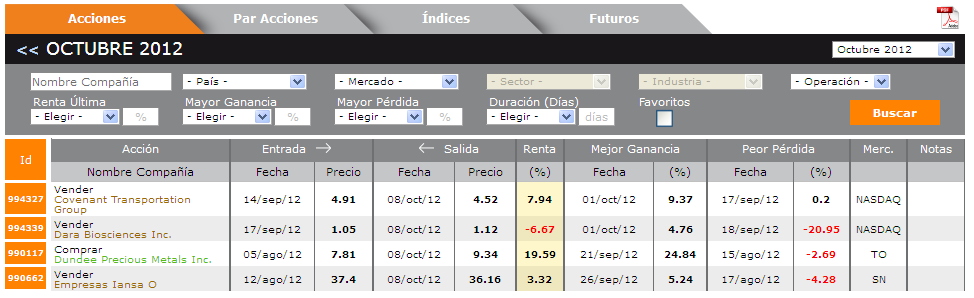 Acciones Par Acciones Índices Futuros
<< OCTUBRE 2012 Octubre 2012
Nombre Compañía - País - - Mercado - - Sector - - Industria - - Operación -
Renta Última Mayor Ganancia Mayor Pérdida Duración (Días) Favoritos
- Elegir - % - Elegir - % - Elegir - % - Elegir - días Buscar
Id Acción Entrada → ← Salida Renta Mejor Ganancia Peor Pérdida Merc. Notas
Nombre Compañía Fecha Precio Fecha Precio (%) Fecha (%) Fecha (%)
Vender
994327 Covenant Transportation 14/sep/12 4.91 08/oct/12 4.52 7.94 01/oct/12 9.37 17/sep/12 0.2 NASDAQ
Group
Vender
994339 Dara Biosciences Inc. 17/sep/12 1.05 08/oct/12 1.12 -6.67 01/oct/12 4.76 18/sep/12 -20.95 NASDAQ
Comprar
990117 Dundee Precious Metals Inc. 05/ago/12 7.81 08/oct/12 9.34 19.59 21/sep/12 24.84 15/ago/12 -2.69 TO
Vender
990662 Empresas Iansa O 12/ago/12 37.4 08/oct/12 36.16 3.32 26/sep/12 5.24 17/ago/12 -4.28 SN